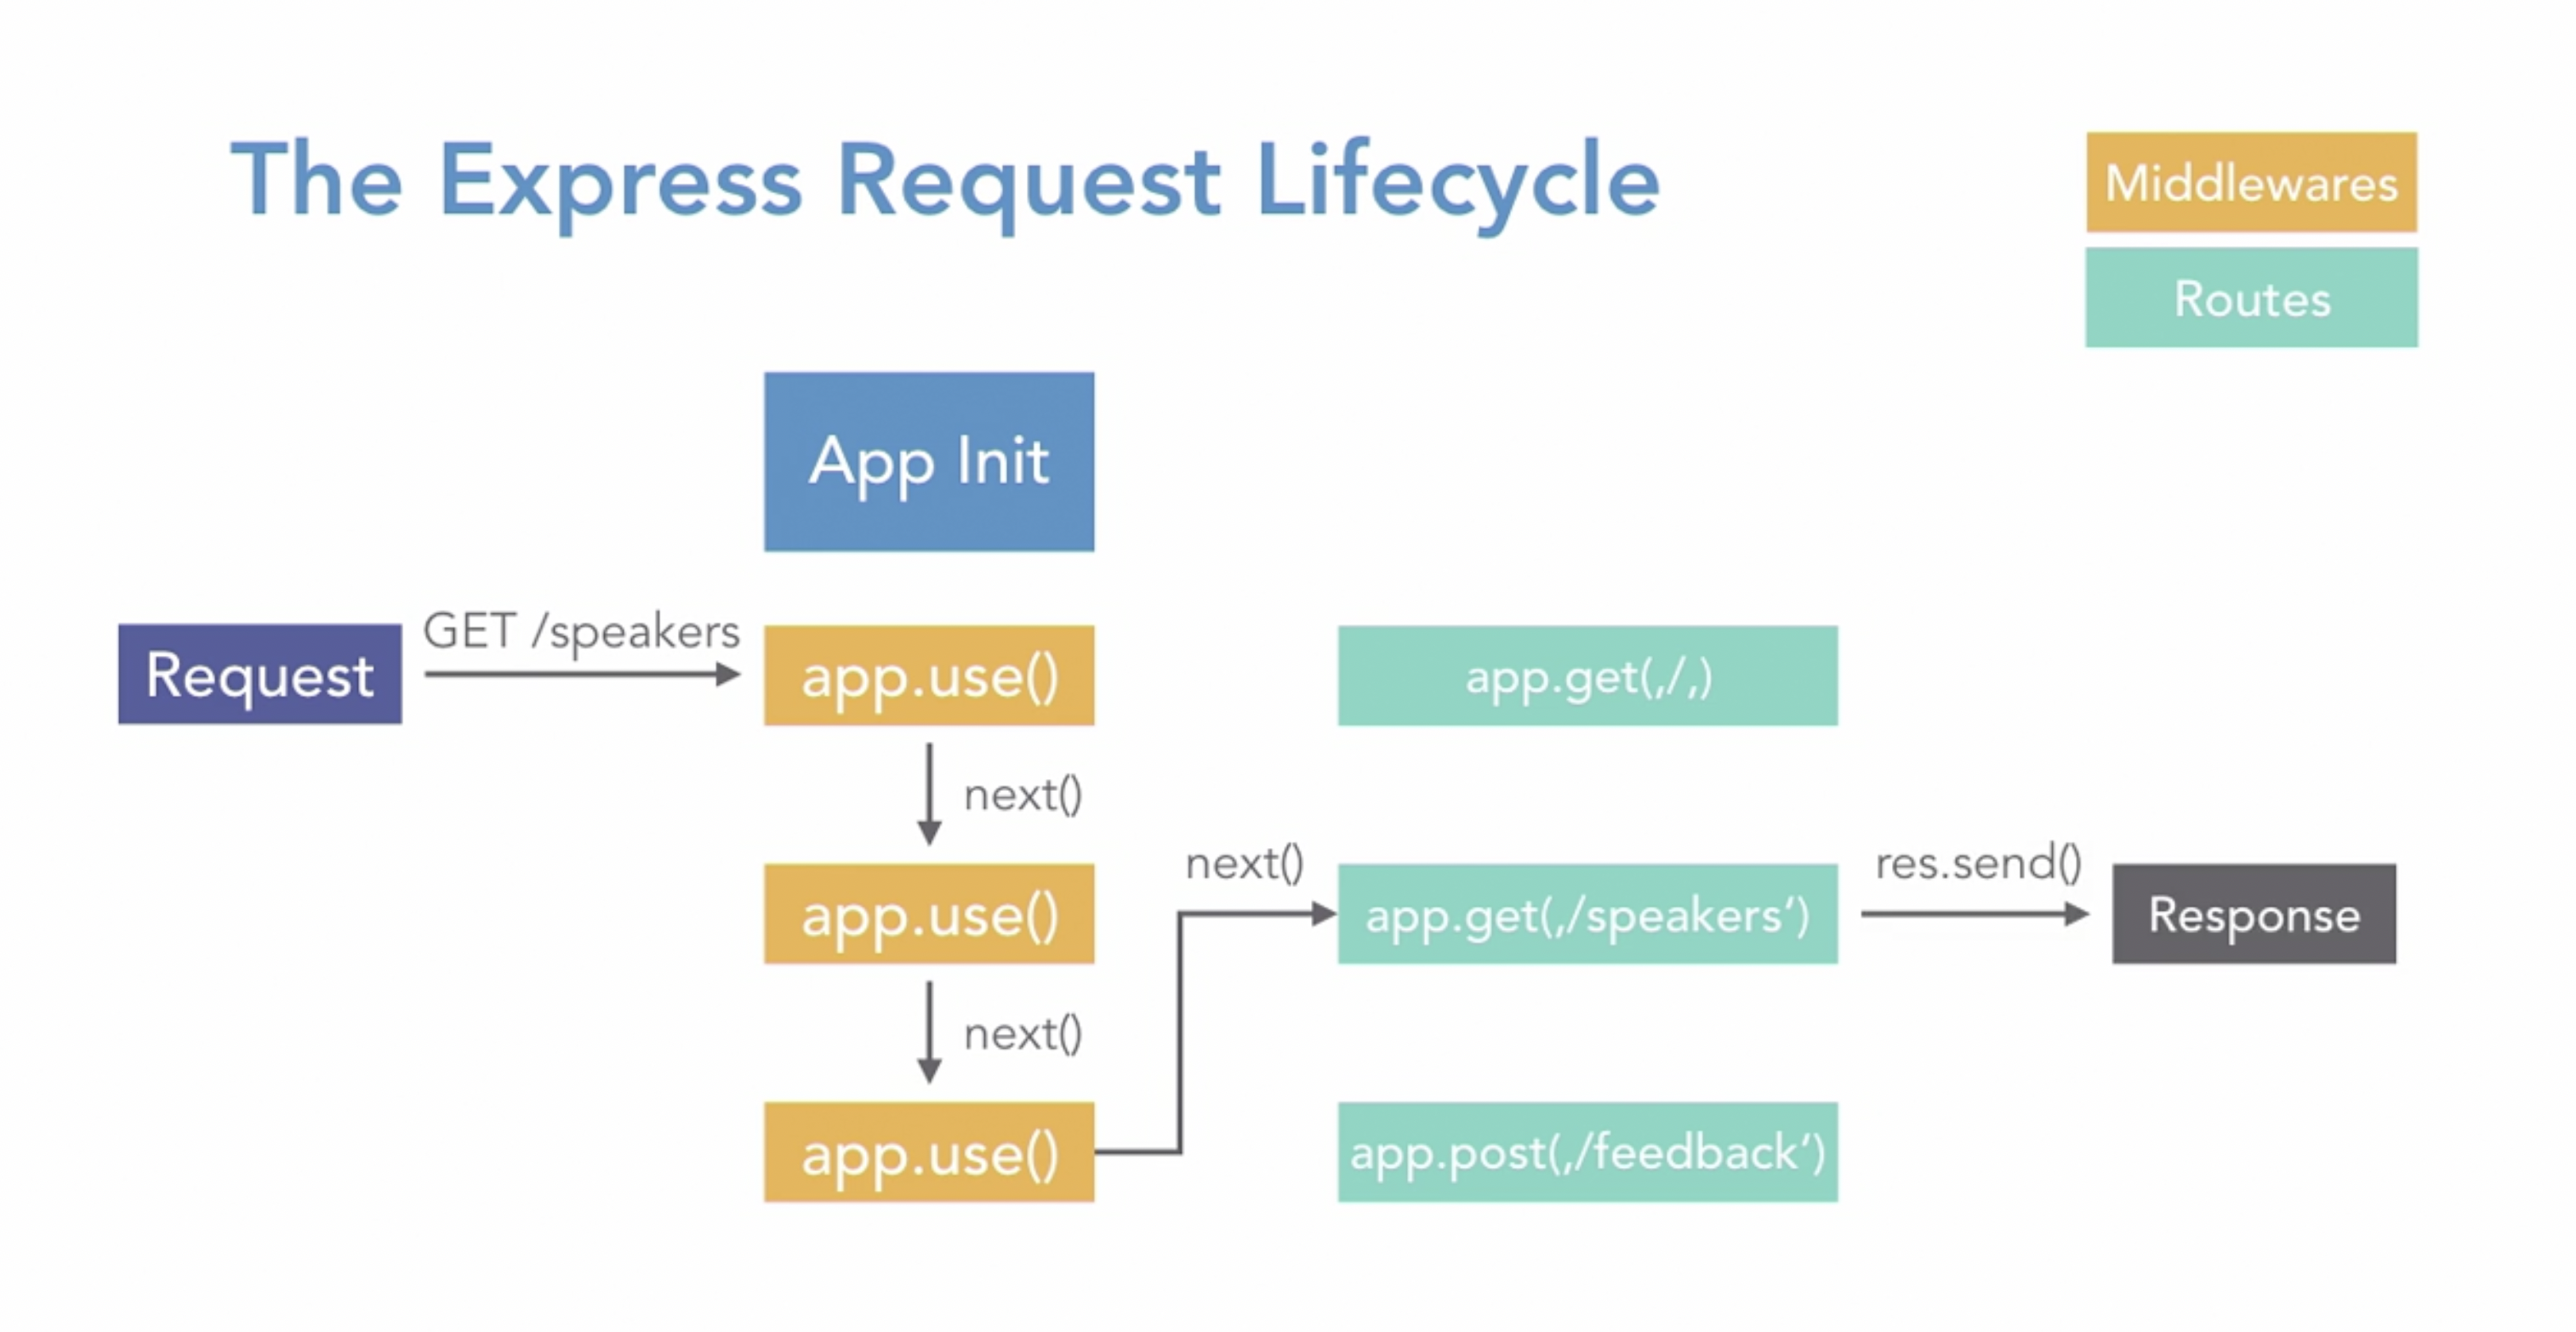 The Express Request Lifecycle
Middlewares
Routes
App Init
Request
GET /speakers
app.use()
next()
app.use()
next()
app.use()
next()
app.get(‚/‚)
app.get(‚/speakers‘)
app.post(‚/feedback‘)
res.send()
Response